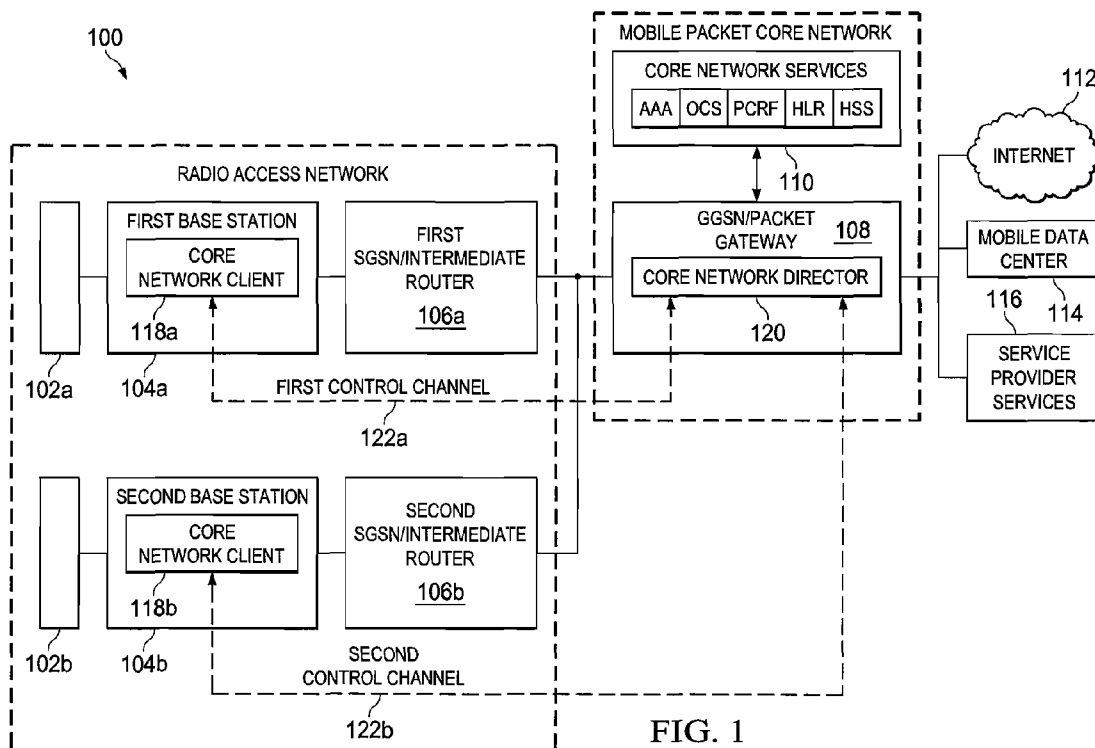 100
MOBILE PACKET CORE NETWORK
CORE NETWORK SERVICES
AAA OCS PCRF HLR HSS
110
112
INTERNET
RADIO ACCESS NETWORK
FIRST BASE STATION
CORE
NETWORK CLIENT
118a
104a
102a
FIRST
SGSN/INTERMEDIATE
ROUTER
106a
GGSN/PACKET
GATEWAY
108
CORE NETWORK DIRECTOR
120
MOBILE DATA
CENTER
114
116
SERVICE
PROVIDER
SERVICES
FIRST CONTROL CHANNEL
122a
SECOND BASE STATION
CORE
NETWORK CLIENT
118b
104b
102b
SECOND
SGSN/INTERMEDIATE
ROUTER
106b
SECOND
CONTROL CHANNEL
122b
FIG. 1